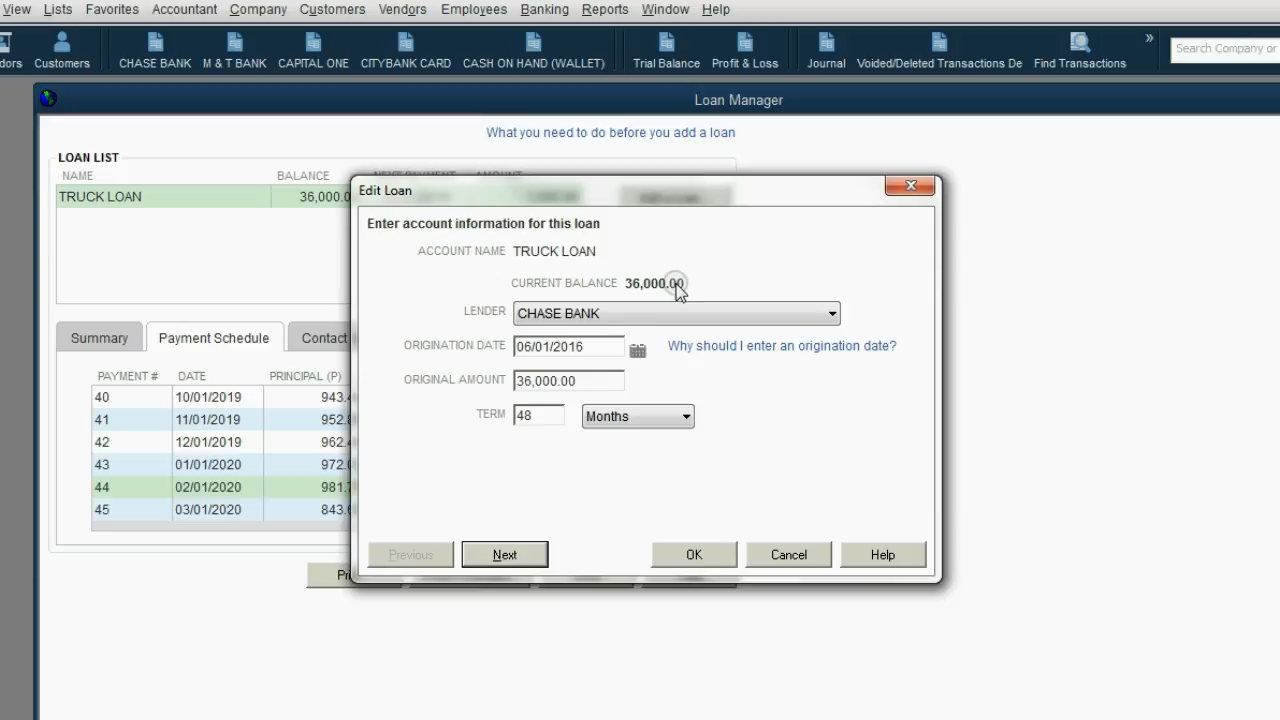 View Lists Favorites Accountant Company Customers Vendors Employees Banking Reports Window Help
dors Customers CHASE BANK M & T BANK CAPITAL ONE CITYBANK CARD CASH ON HAND (WALLET) Trial Balance Profit & Loss Journal Voided/Deleted Transactions De Find Transactions » Search Company or
Loan Manager
What you need to do before you add a loan
LOAN LIST
NAME BALANCE
TRUCK LOAN 36,000.0
Edit Loan
Enter account information for this loan
ACCOUNT NAME TRUCK LOAN
CURRENT BALANCE 36,000.00
LENDER CHASE BANK
ORIGINATION DATE 06/01/2016 Why should I enter an origination date?
ORIGINAL AMOUNT 36,000.00
TERM 48 Months
Previous Next OK Cancel Help
Summary Payment Schedule Contact
PAYMENT # DATE PRINCIPAL (P)
40 10/01/2019 943.4
41 11/01/2019 952.8
42 12/01/2019 962.4
43 01/01/2020 972.0
44 02/01/2020 981.7
45 03/01/2020 843.6
Pri